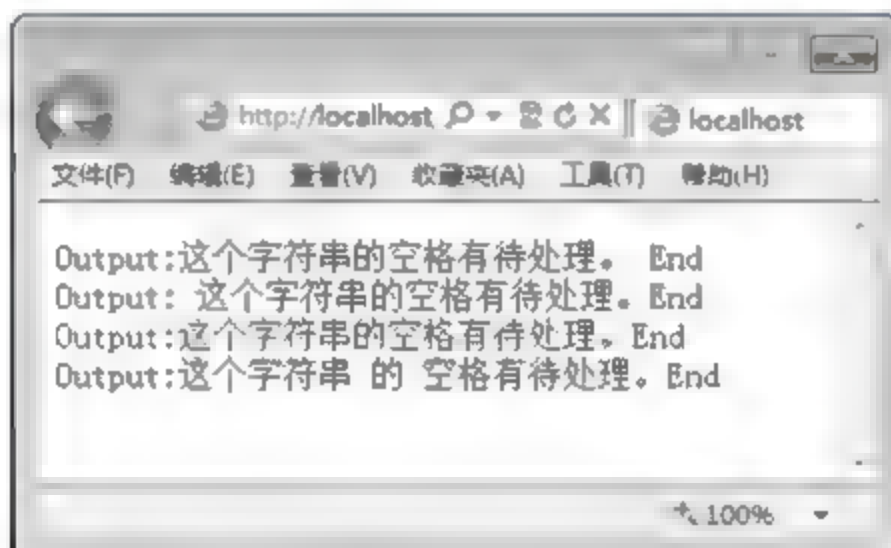 http://localhost localhost
文件(F) 编辑(E) 查看(V) 收藏夹(A) 工具(T) 帮助(H)
Output:这个字符串的空格有待处理。 End
Output: 这个字符串的空格有待处理。End
Output:这个字符串的空格有待处理。End
Output:这个字符串 的 空格有待处理。End
100%